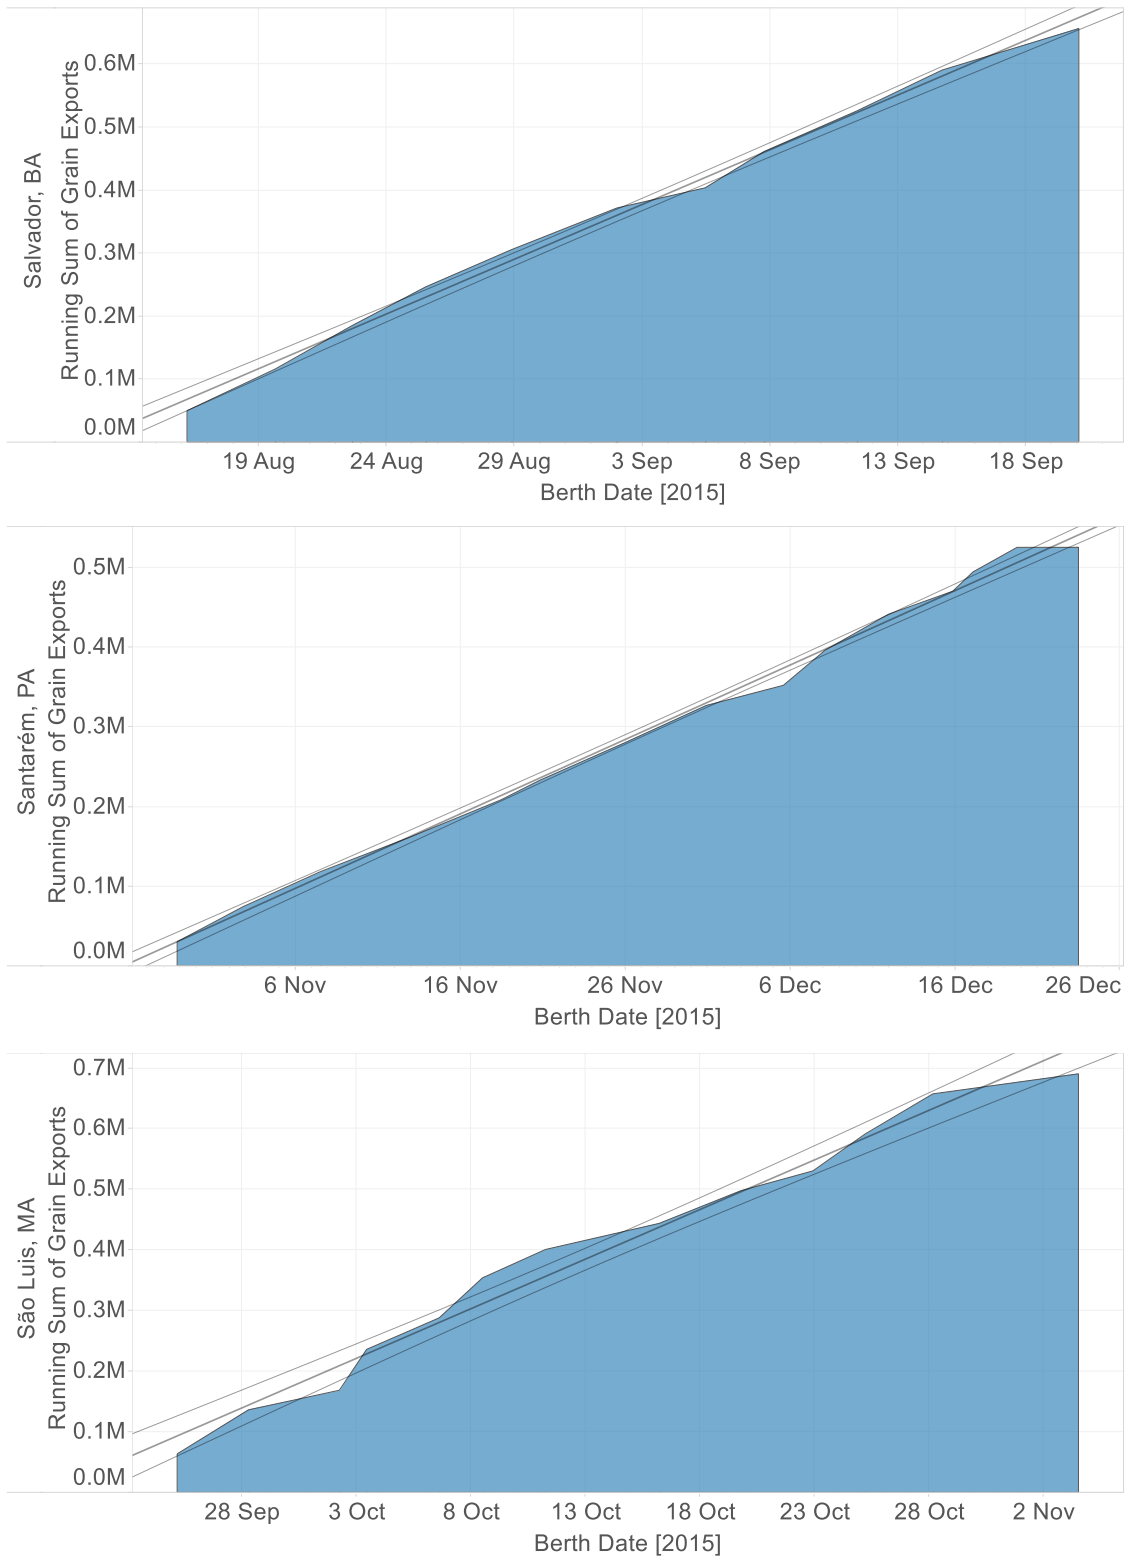 Salvador, BA
Running Sum of Grain Exports
0.6M
0.5M
0.4M
0.3M
0.2M
0.1M
0.0M
19 Aug 24 Aug 29 Aug 3 Sep 8 Sep 13 Sep 18 Sep
Berth Date [2015]
Santarém, PA
Running Sum of Grain Exports
0.5M
0.4M
0.3M
0.2M
0.1M
0.0M
6 Nov 16 Nov 26 Nov 6 Dec 16 Dec 26 Dec
Berth Date [2015]
São Luis, MA
Running Sum of Grain Exports
0.7M
0.6M
0.5M
0.4M
0.3M
0.2M
0.1M
0.0M
28 Sep 3 Oct 8 Oct 13 Oct 18 Oct 23 Oct 28 Oct 2 Nov
Berth Date [2015]